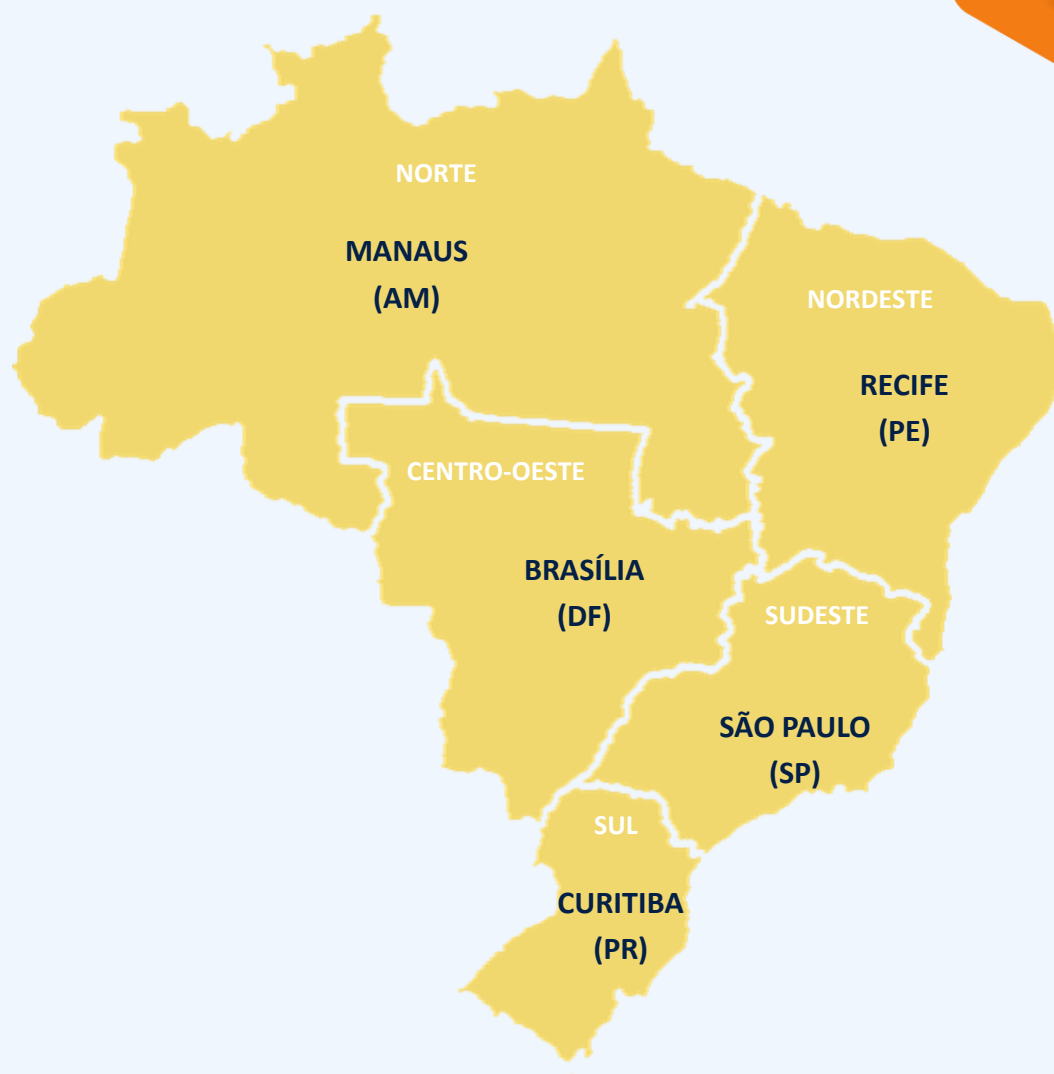 NORTE
MANAUS
(AM)
NORDESTE
RECIFE
(PE)
CENTRO-OESTE
BRASÍLIA
(DF)
SUDESTE
SÃO PAULO
(SP)
SUL
CURITIBA
(PR)